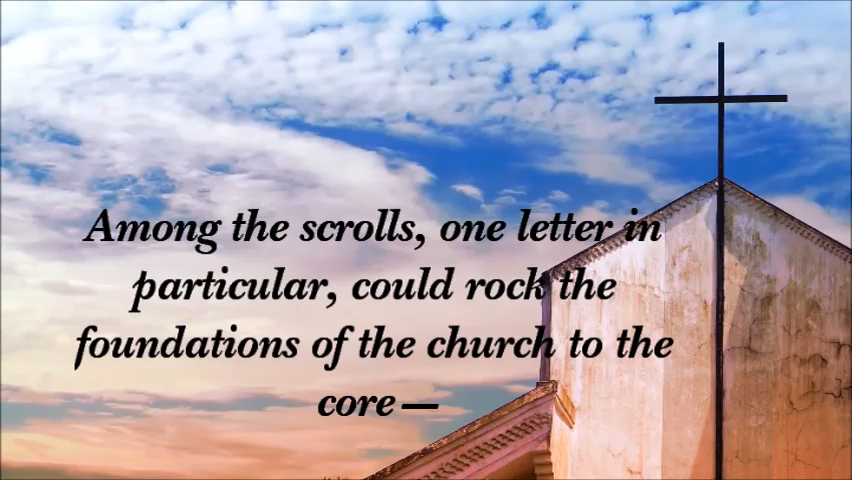 Among the scrolls, one letter in
particular, could rock the
foundations of the church to the
core—